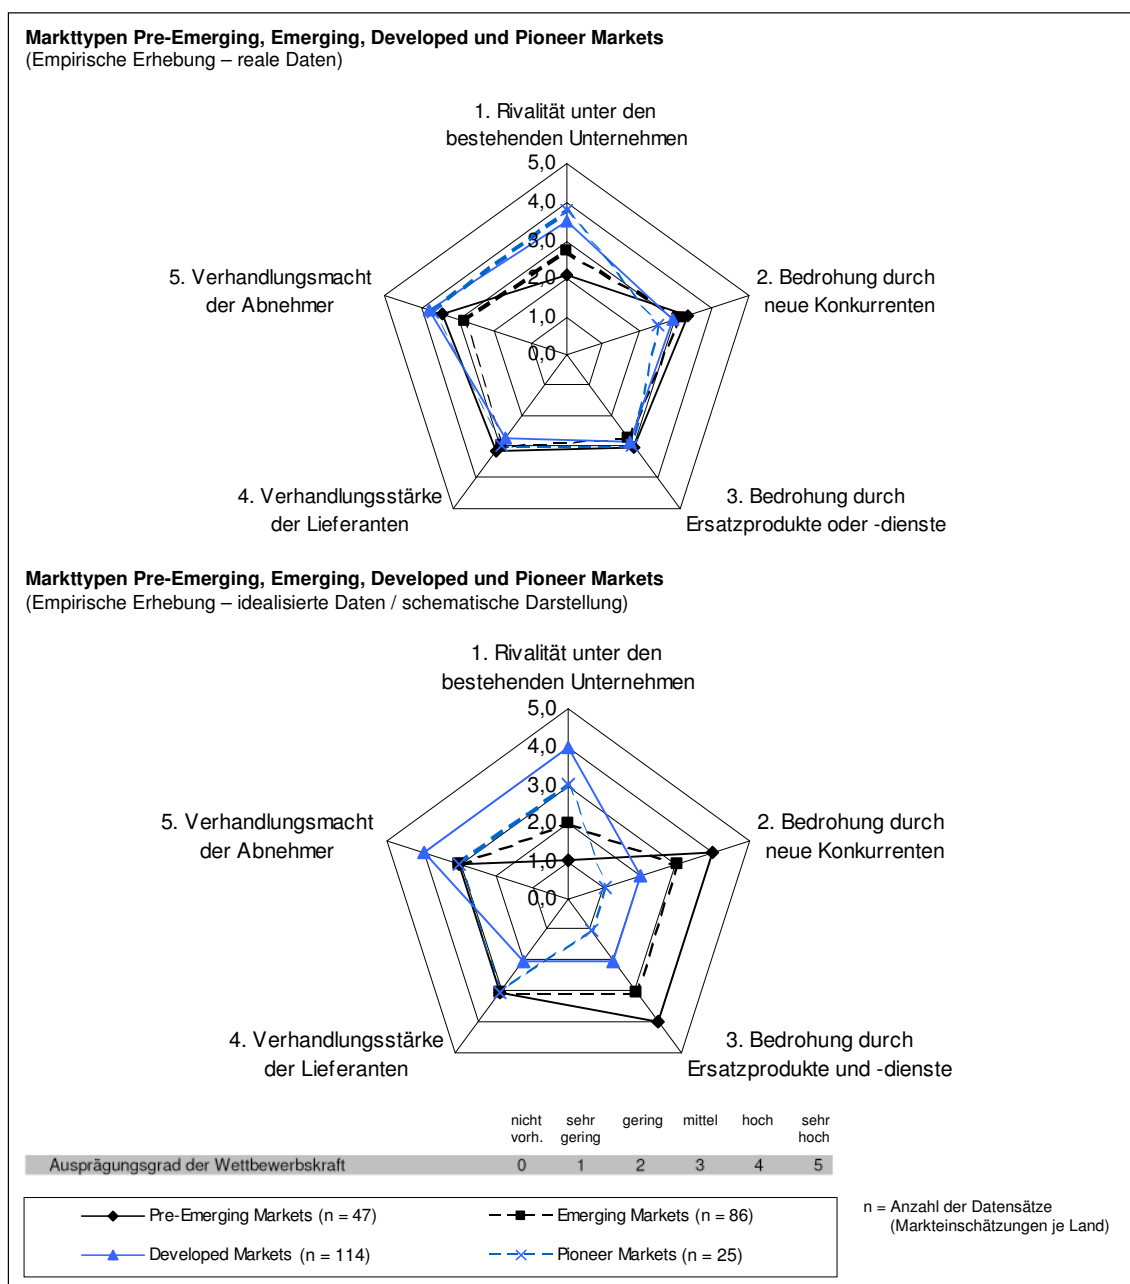 Markttypen Pre-Emerging, Emerging, Developed und Pioneer Markets
(Empirische Erhebung – reale Daten)
1. Rivalität unter den
bestehenden Unternehmen
5,0
4,0
3,0
2,0
1,0
0,0
5. Verhandlungsmacht
der Abnehmer
2. Bedrohung durch
neue Konkurrenten
4. Verhandlungsstärke
der Lieferanten
3. Bedrohung durch
Ersatzprodukte oder -dienste
Markttypen Pre-Emerging, Emerging, Developed und Pioneer Markets
(Empirische Erhebung – idealisierte Daten / schematische Darstellung)
1. Rivalität unter den
bestehenden Unternehmen
5,0
4,0
3,0
2,0
1,0
0,0
5. Verhandlungsmacht
der Abnehmer
2. Bedrohung durch
neue Konkurrenten
4. Verhandlungsstärke
der Lieferanten
3. Bedrohung durch
Ersatzprodukte und -dienste
nicht vorh. sehr gering gering mittel hoch sehr hoch
Ausprägungsgrad der Wettbewerbskraft 0 1 2 3 4 5
Pre-Emerging Markets (n = 47) Emerging Markets (n = 86)
Developed Markets (n = 114) Pioneer Markets (n = 25)
n = Anzahl der Datensätze
(Markteinschätzungen je Land)